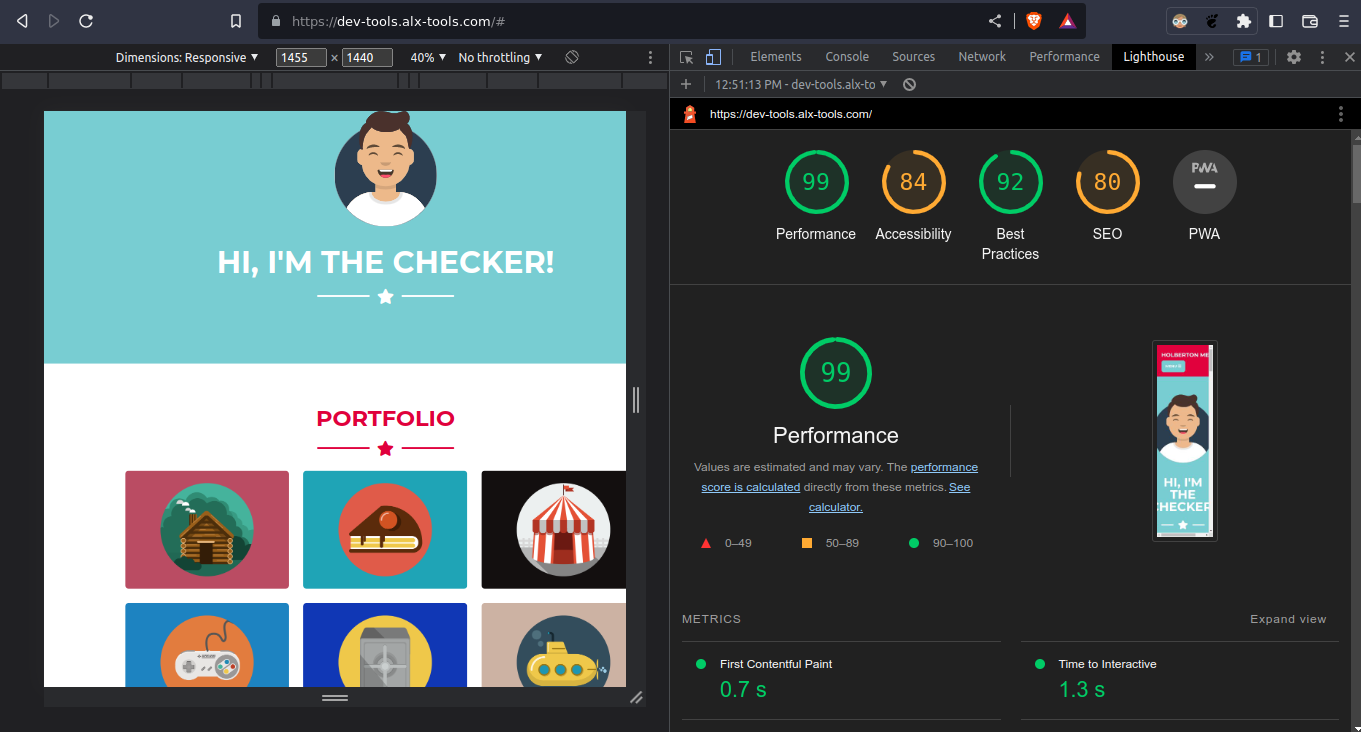 https://dev-tools.alx-tools.com/#
Dimensions: Responsive 1455 × 1440 40% No throttling
Elements Console Sources Network Performance Lighthouse » 1
12:51:13 PM - dev-tools.alx-to
https://dev-tools.alx-tools.com/
99 84 92 80 PWA
Performance Accessibility Best Practices SEO PWA
HI, I'M THE CHECKER!
PORTFOLIO
99
Performance
Values are estimated and may vary. The performance
score is calculated directly from these metrics. See
calculator.
0–49 50–89 90–100
HOLBERTON ME
HI, I'M
THE
CHECKER
METRICS Expand view
First Contentful Paint Time to Interactive
0.7 s 1.3 s